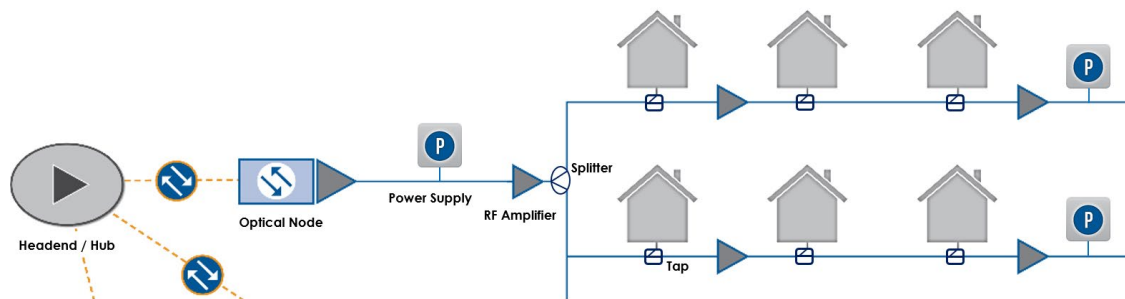 P
P
Splitter
P
Power Supply
RF Amplifier
Optical Node
Headend / Hub
Tap